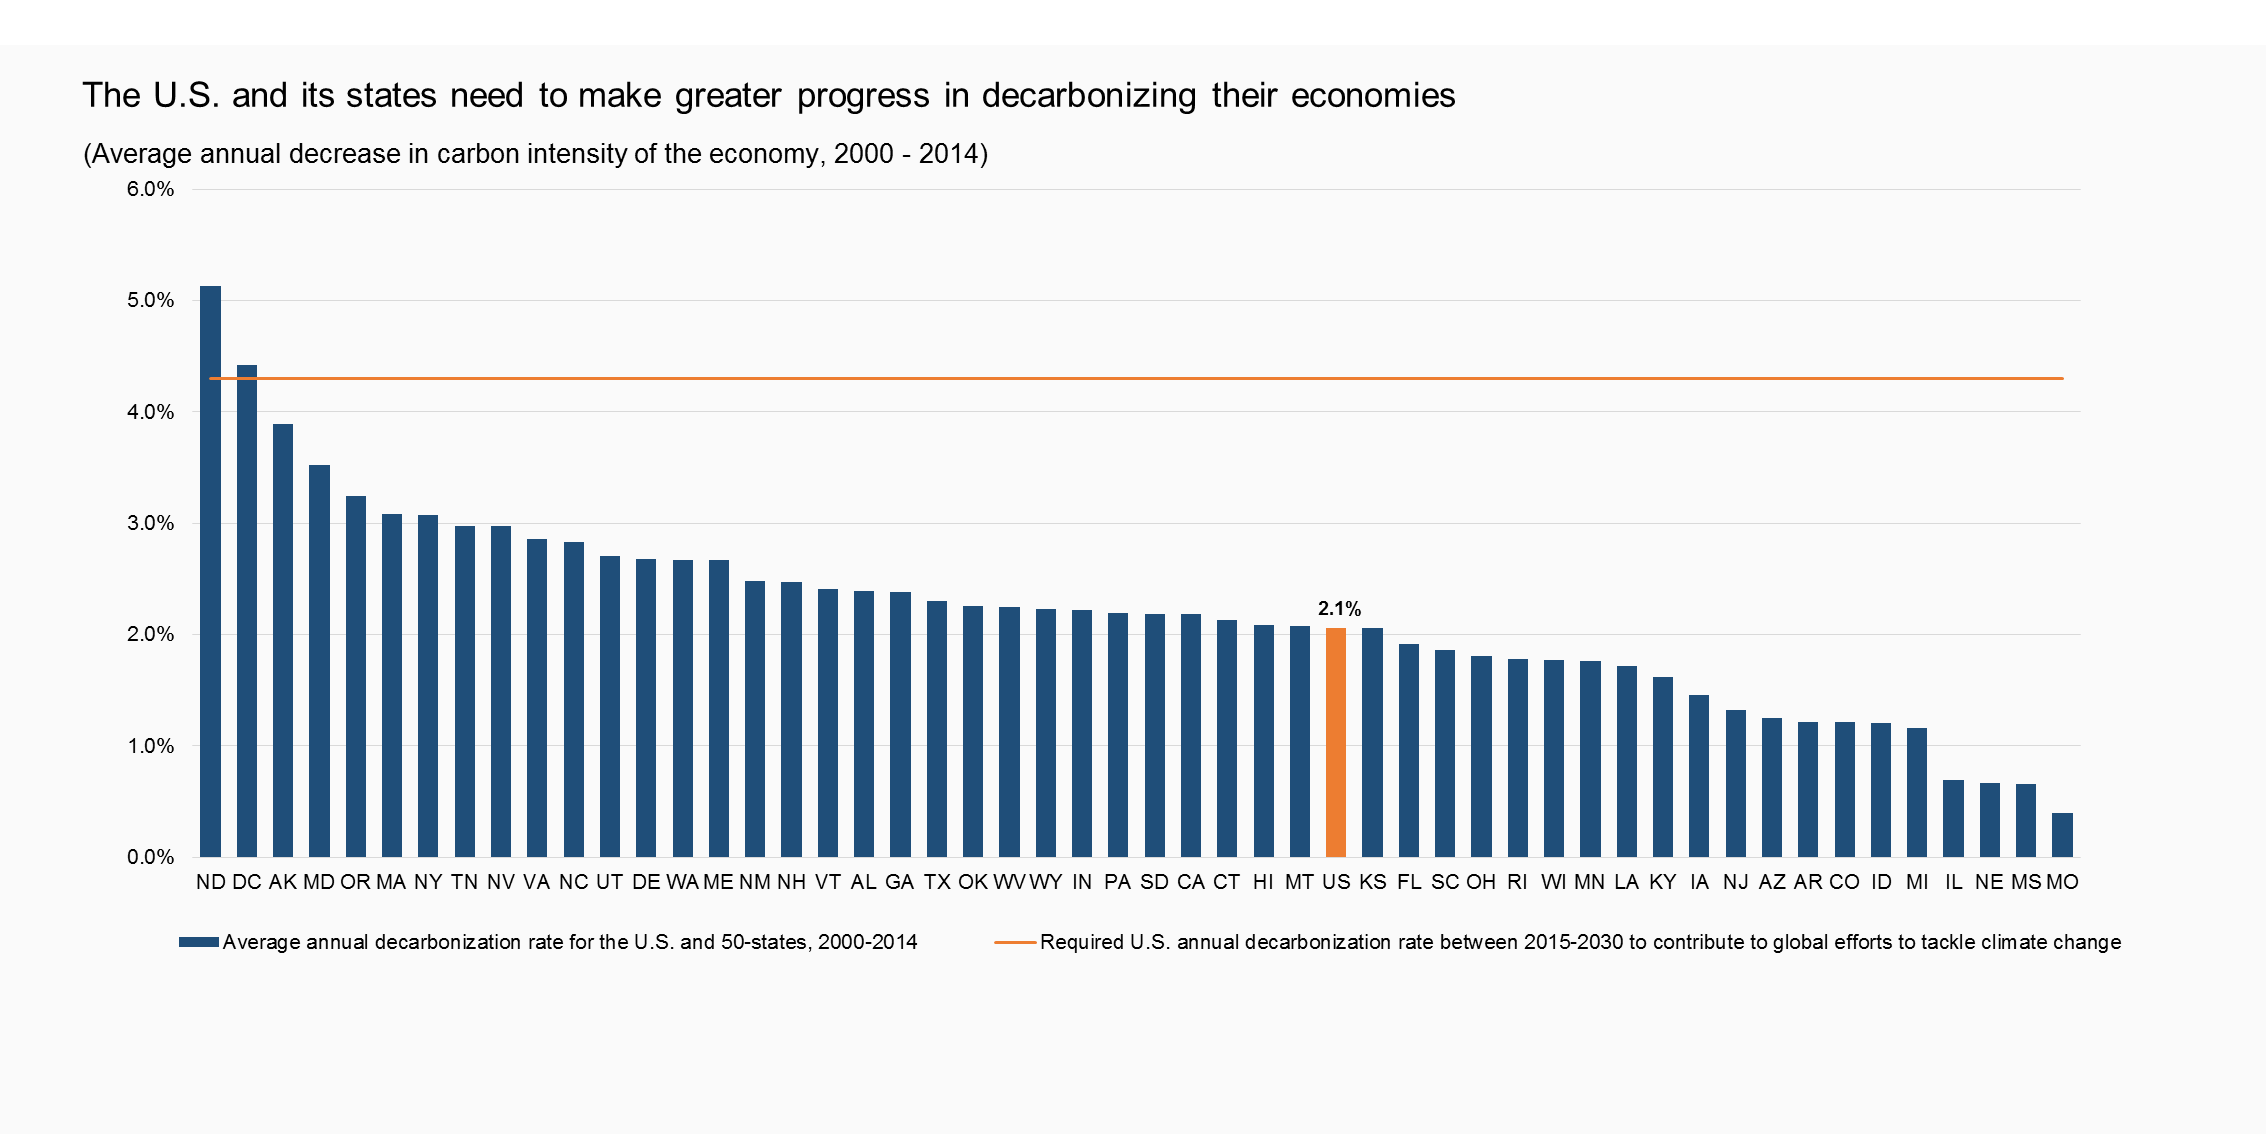 The U.S. and its states need to make greater progress in decarbonizing their economies
(Average annual decrease in carbon intensity of the economy, 2000 - 2014)
6.0%
5.0%
4.0%
3.0%
2.0%
1.0%
0.0%
2.1%
ND DC AK MD OR MA NY TN NV VA NC UT DE WA ME NM NH VT AL GA TX OK WV WY IN PA SD CA CT HI MT US KS FL SC OH RI WI MN LA KY IA NJ AZ AR CO ID MI IL NE MS MO
Average annual decarbonization rate for the U.S. and 50-states, 2000-2014
Required U.S. annual decarbonization rate between 2015-2030 to contribute to global efforts to tackle climate change